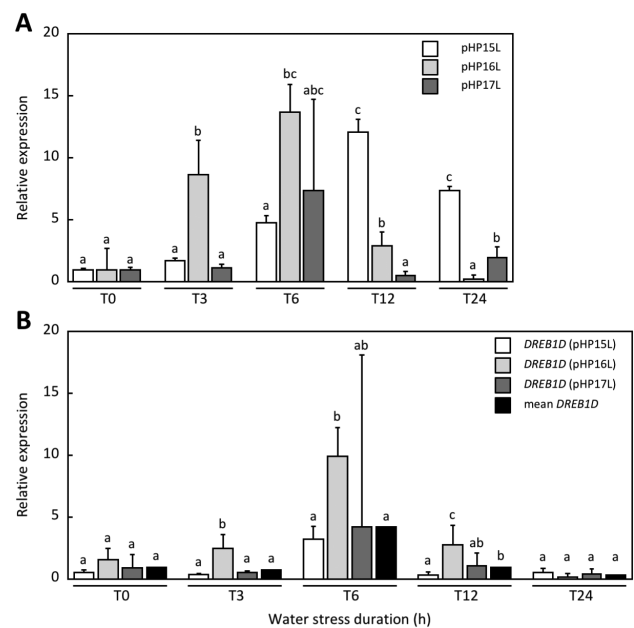 A
20
15
10
5
0
Relative expression
pHP15L
pHP16L
pHP17L
a a a
a b a
a bc abc
c b a
c a b
T0 T3 T6 T12 T24
B
20
15
10
5
0
Relative expression
DREB1D (pHP15L)
DREB1D (pHP16L)
DREB1D (pHP17L)
mean DREB1D
a a a a
a b a a
a b ab a
a c ab b
a a a a
T0 T3 T6 T12 T24
Water stress duration (h)